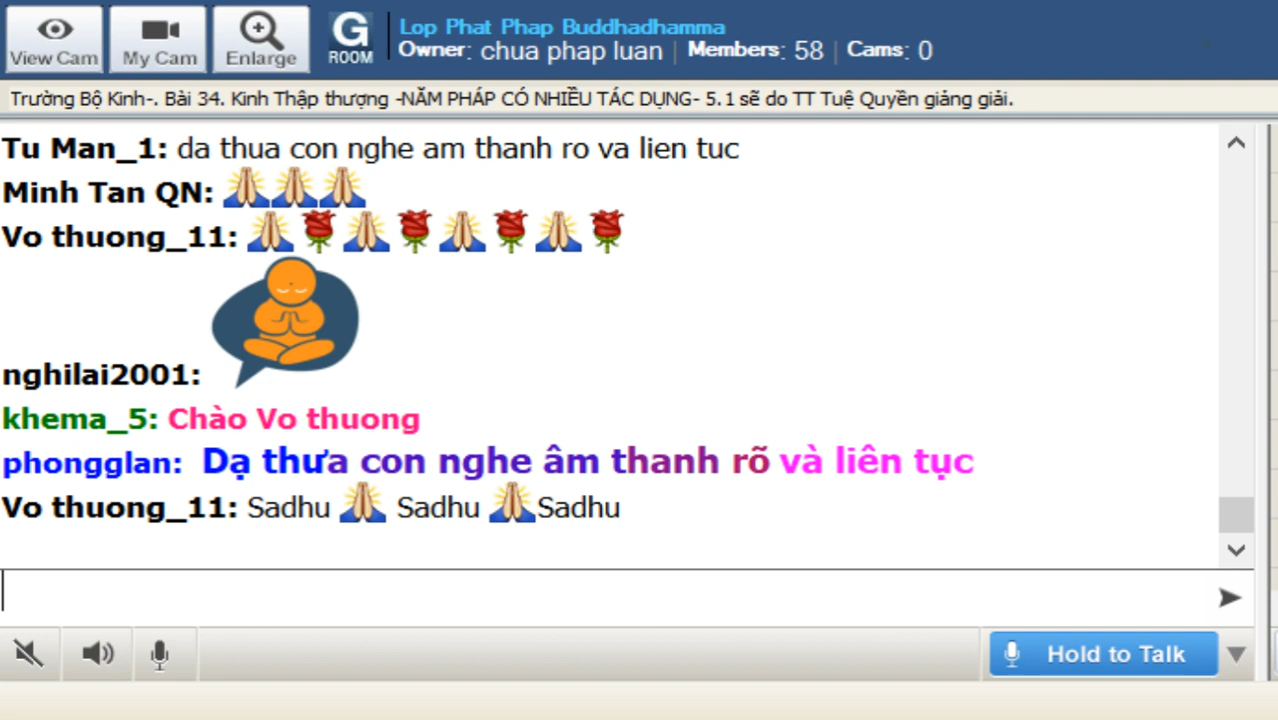 View Cam My Cam Enlarge G ROOM Lop Phat Phap Buddhadhamma
Owner: chua phap luan | Members: 58 | Cams: 0
Trường Bộ Kinh-. Bài 34. Kinh Thập thượng -NĂM PHÁP CÓ NHIỀU TÁC DỤNG- 5.1 sẽ do TT Tuệ Quyền giảng giải.
Tu Man_1: da thua con nghe am thanh ro va lien tuc
Minh Tan QN: 🙏🙏🙏
Vo thuong_11: 🙏🌹🙏🌹🙏🌹🙏🌹
nghilai2001:
khema_5: Chào Vo thuong
phongglan: Dạ thưa con nghe âm thanh rõ và liên tục
Vo thuong_11: Sadhu 🙏 Sadhu 🙏Sadhu
Hold to Talk